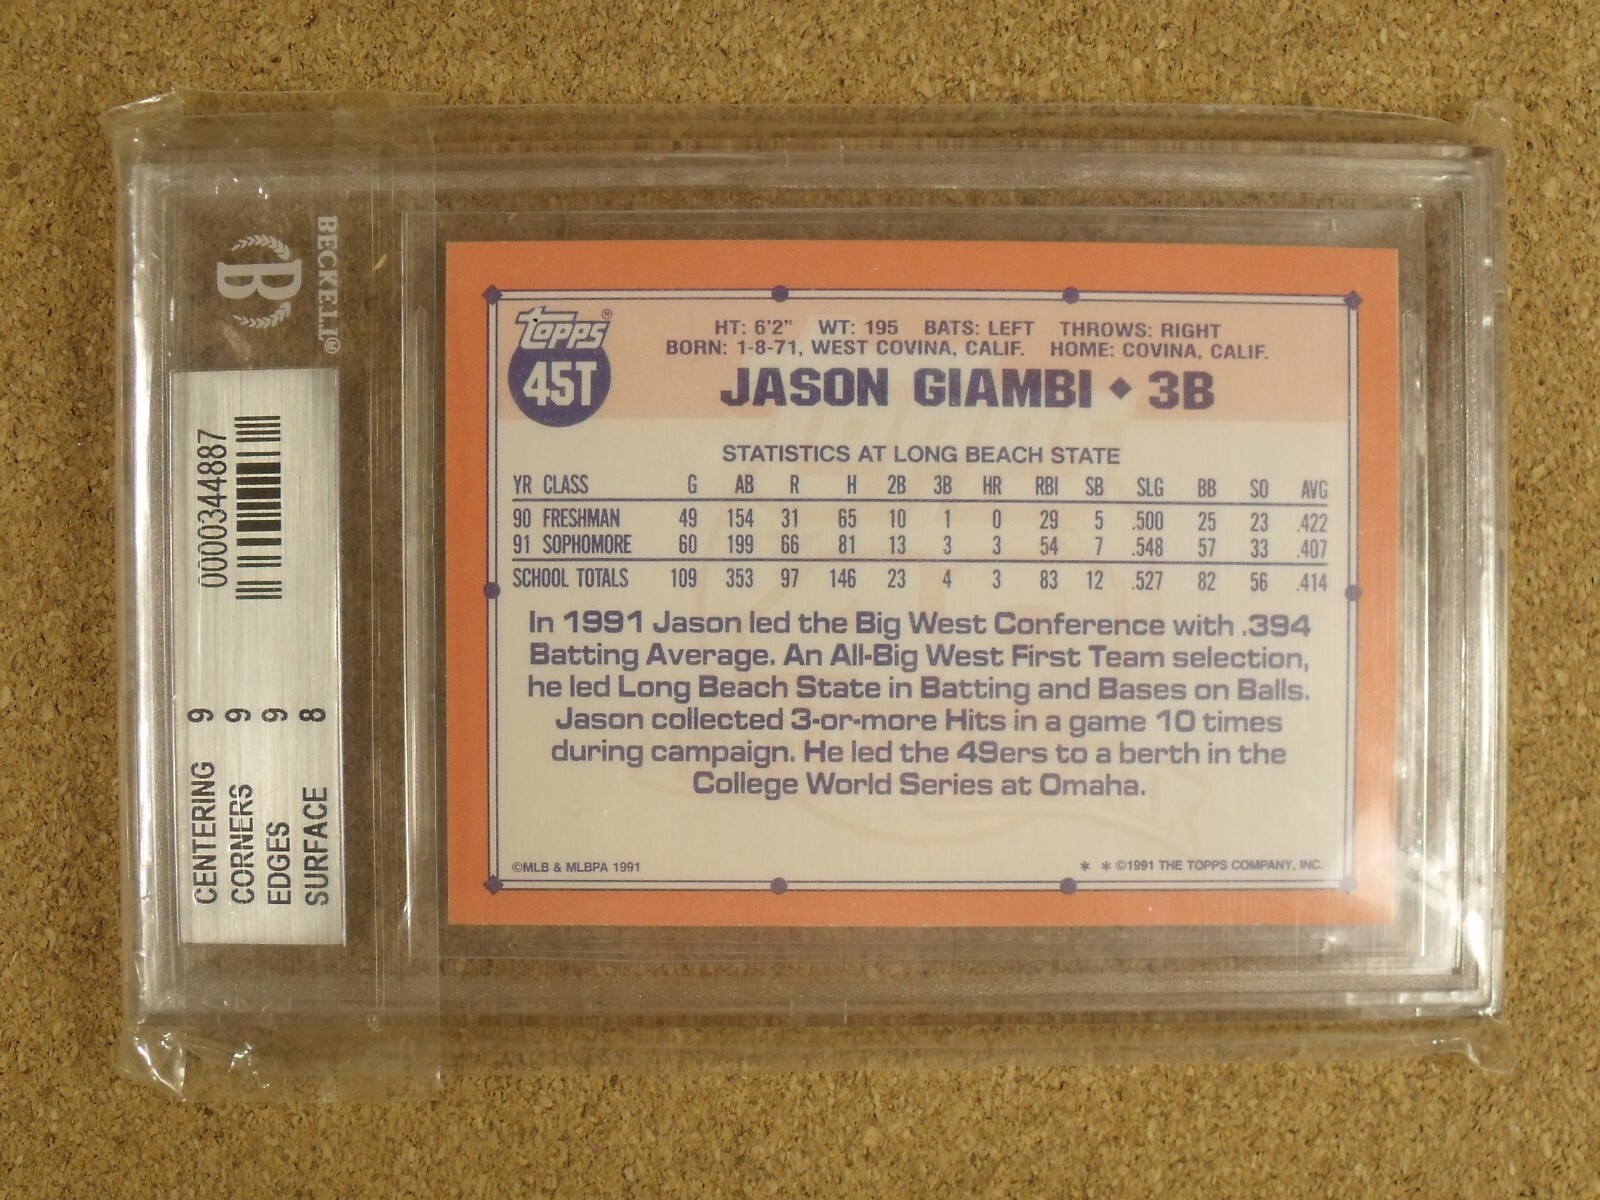 BECKETT®
B
0000344887
CENTERING 9
CORNERS 9
EDGES 9
SURFACE 8
Topps®
45T
HT: 6'2" WT: 195 BATS: LEFT THROWS: RIGHT
BORN: 1-8-71, WEST COVINA, CALIF. HOME: COVINA, CALIF.
JASON GIAMBI ◆ 3B
STATISTICS AT LONG BEACH STATE
YR CLASS G AB R H 2B 3B HR RBI SB SLG BB SO AVG
90 FRESHMAN 49 154 31 65 10 1 0 29 5 .500 25 23 .422
91 SOPHOMORE 60 199 66 81 13 3 3 54 7 .548 57 33 .407
SCHOOL TOTALS 109 353 97 146 23 4 3 83 12 .527 82 56 .414
In 1991 Jason led the Big West Conference with .394
Batting Average. An All-Big West First Team selection,
he led Long Beach State in Batting and Bases on Balls.
Jason collected 3-or-more Hits in a game 10 times
during campaign. He led the 49ers to a berth in the
College World Series at Omaha.
©MLB & MLBPA 1991
* * ©1991 THE TOPPS COMPANY, INC.